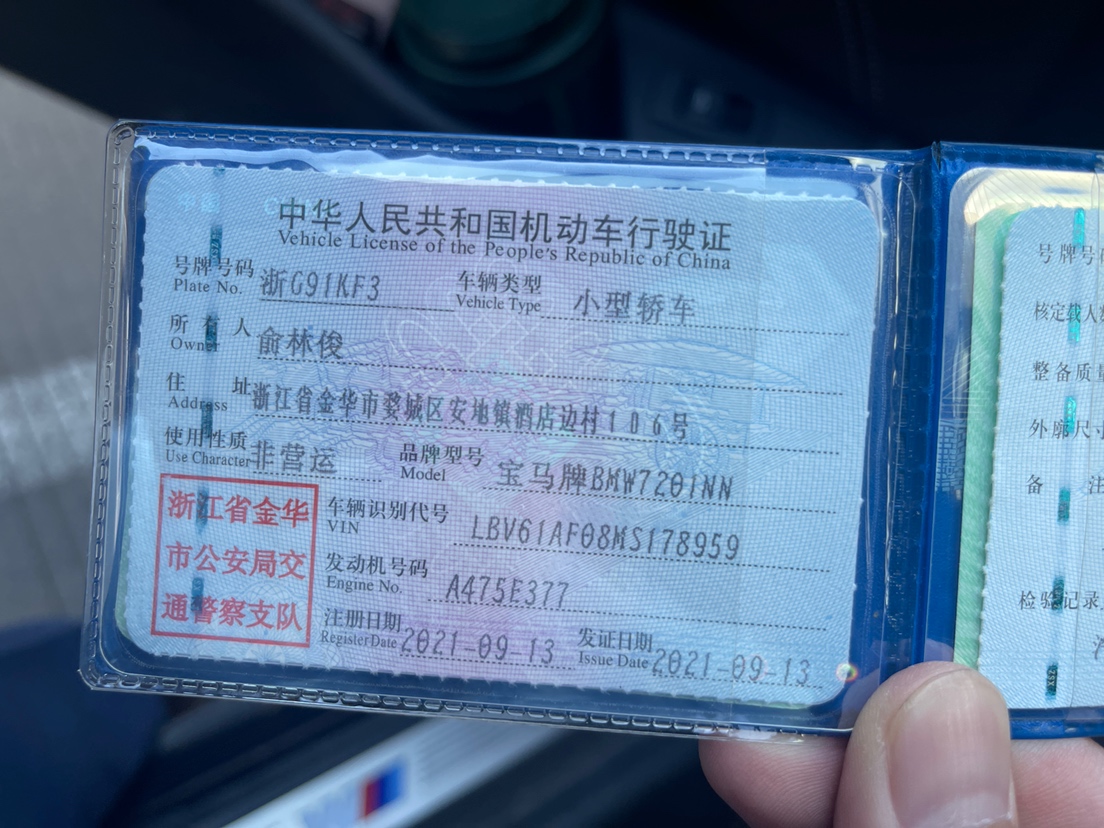 中华人民共和国机动车行驶证
Vehicle License of the People's Republic of China
号牌号码 浙G91KF3 车辆类型 小型轿车
Plate No. Vehicle Type
所有人 俞林俊
Owner
住址 浙江省金华市婺城区安地镇酒店边村106号
Address
使用性质 非营运 品牌型号 宝马牌BMW7201NN
Use Character Model
浙江省金华
市公安局交
通警察支队
车辆识别代号 LBV61AF08MS178959
VIN
发动机号码 A475E377
Engine No.
注册日期 2021-09-13 发证日期 2021-09-13
Register Date Issue Date
号牌号码
核定载人数
整备质量
外廓尺寸
备注
检验记录